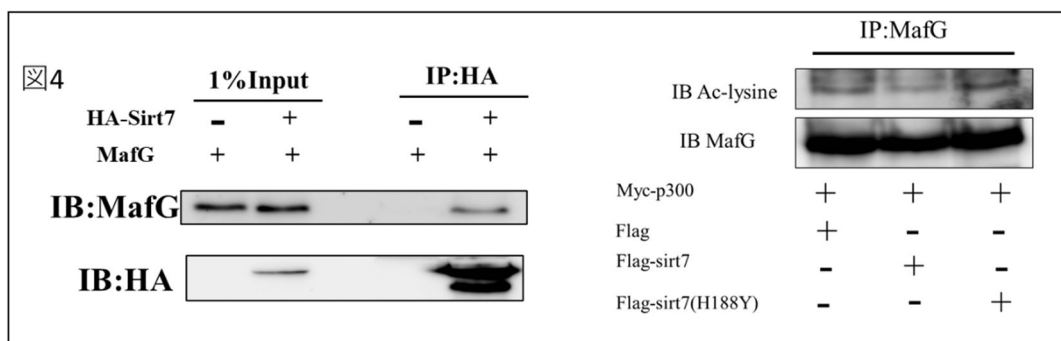 図4
1%Input IP:HA
HA-Sirt7 - + - +
MafG + + + +
IB:MafG
IB:HA
IP:MafG
IB Ac-lysine
IB MafG
Myc-p300 + + +
Flag + - -
Flag-sirt7 - + -
Flag-sirt7(H188Y) - - +